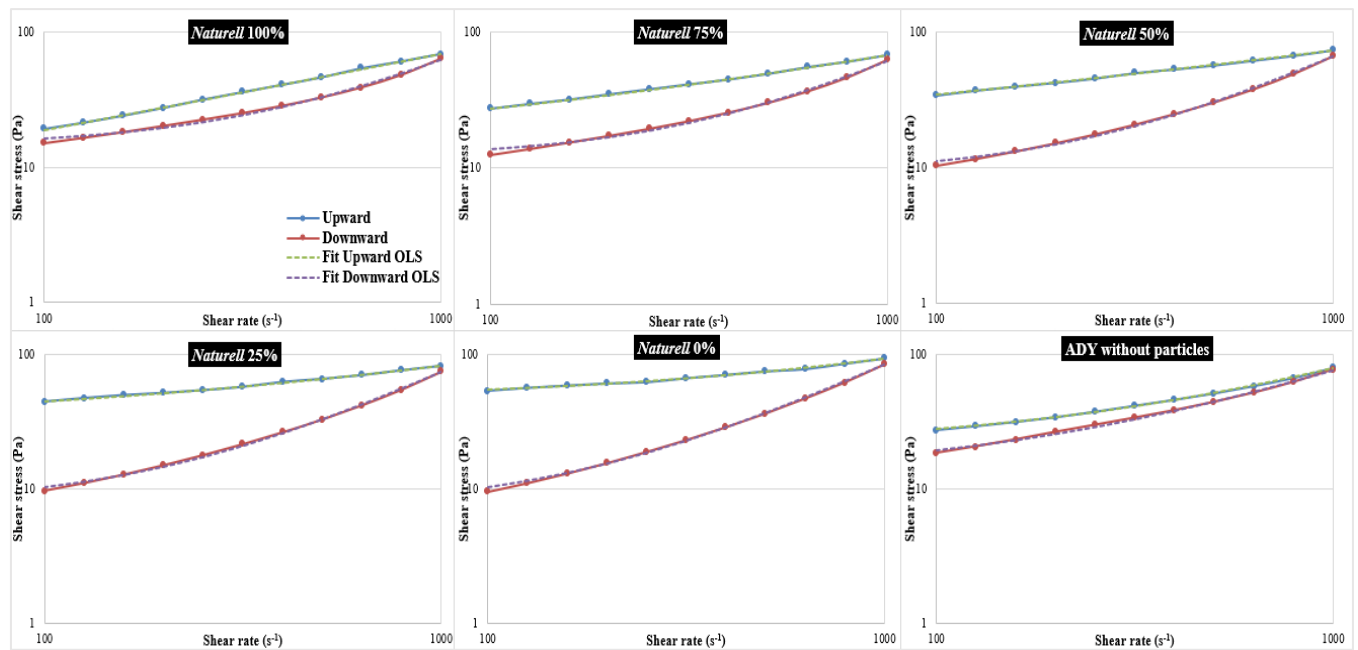 Naturell 100%
100
10
1
Shear stress (Pa)
Upward
Downward
Fit Upward OLS
Fit Downward OLS
100
Shear rate (s-1)
1000
Naturell 75%
100
10
1
Shear stress (Pa)
100
Shear rate (s-1)
1000
Naturell 50%
100
10
1
Shear stress (Pa)
100
Shear rate (s-1)
1000
Naturell 25%
100
10
1
Shear stress (Pa)
100
Shear rate (s-1)
1000
Naturell 0%
100
10
1
Shear stress (Pa)
100
Shear rate (s-1)
1000
ADY without particles
100
10
1
Shear stress (Pa)
100
Shear rate (s-1)
1000